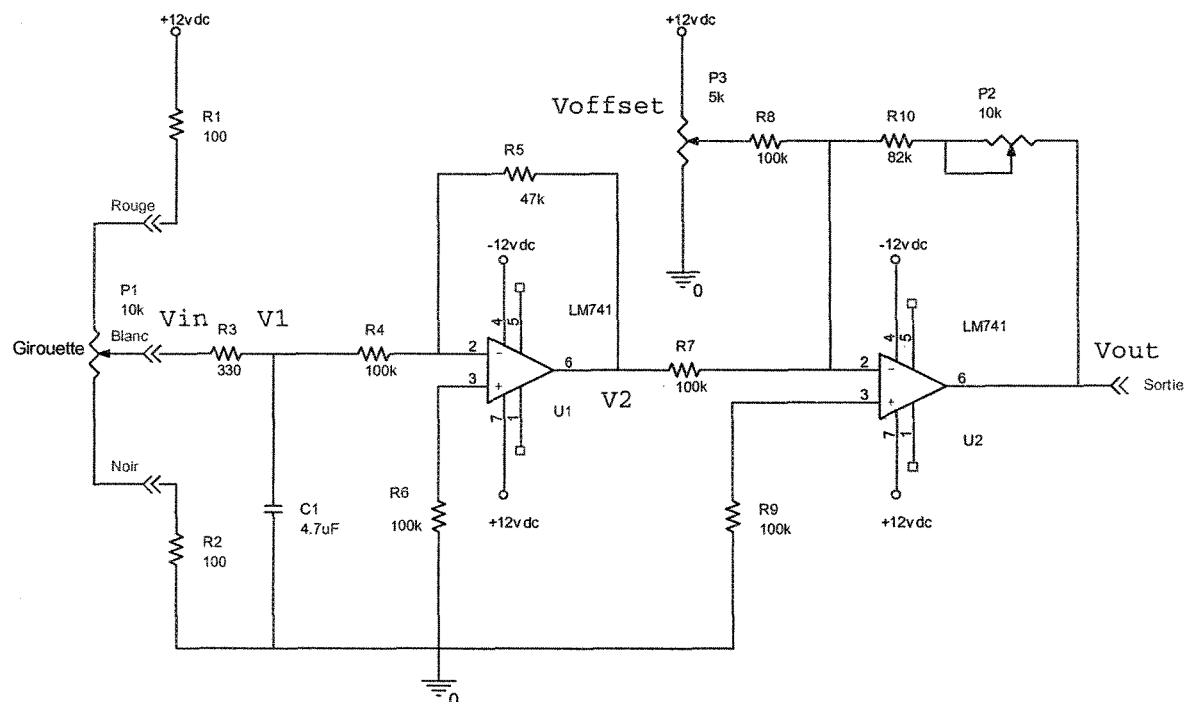 +12vdc
R1
100
Rouge
P1
10k
Girouette
Blanc
Vin
R3
330
V1
R4
100k
Noir
R2
100
C1
4.7uF
R5
47k
-12vdc
4
5
LM741
2
-
3
+
6
7
1
U1
V2
+12vdc
R6
100k
0
+12vdc
P3
5k
Voffset
R8
100k
R10
82k
P2
10k
0
R7
100k
-12vdc
4
5
LM741
2
-
3
+
6
7
1
U2
Vout
Sortie
R9
100k
+12vdc